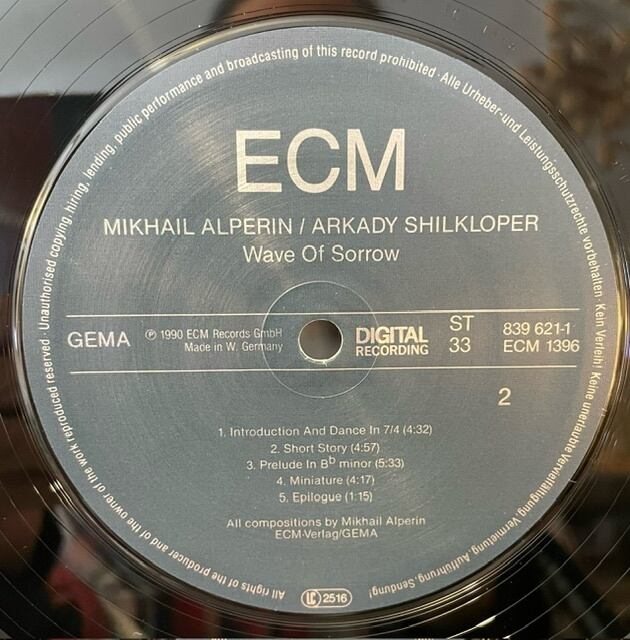 ECM
MIKHAIL ALPERIN / ARKADY SHILKLOPER
Wave Of Sorrow
GEMA
℗ 1990 ECM Records GmbH
Made in W. Germany
DIGITAL
RECORDING
ST
33
839 621-1
ECM 1396
2
1. Introduction And Dance In 7/4 (4:32)
2. Short Story (4:57)
3. Prelude In Bb minor (5:33)
4. Miniature (4:17)
5. Epilogue (1:15)
All compositions by Mikhail Alperin
ECM-Verlag/GEMA
All rights of the producer and of the owner of the work reproduced reserved · Unauthorised copying, hiring, lending, public performance and broadcasting of this record prohibited · Alle Urheber- und Leistungsschutzrechte vorbehalten · Kein Verleih! Keine unerlaubte Vervielfältigung, Vermietung, Aufführung, Sendung!
LC 2516